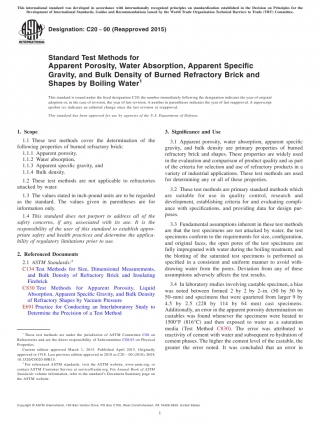 This international standard was developed in accordance with internationally recognized principles on standardization established in the Decision on Principles for the
Development of International Standards, Guides and Recommendations issued by the World Trade Organization Technical Barriers to Trade (TBT) Committee.
Designation: C20 − 00 (Reapproved 2015)
Standard Test Methods for
Apparent Porosity, Water Absorption, Apparent Specific
Gravity, and Bulk Density of Burned Refractory Brick and
Shapes by Boiling Water1
This standard is issued under the fixed designation C20; the number immediately following the designation indicates the year of original
adoption or, in the case of revision, the year of last revision. A number in parentheses indicates the year of last reapproval. A superscript
epsilon (ε) indicates an editorial change since the last revision or reapproval.
This standard has been approved for use by agencies of the U.S. Department of Defense.
1. Scope
1.1 These test methods cover the determination of the
following properties of burned refractory brick:
1.1.1 Apparent porosity,
1.1.2 Water absorption,
1.1.3 Apparent specific gravity, and
1.1.4 Bulk density.
1.2 These test methods are not applicable to refractories
attacked by water.
1.3 The values stated in inch-pound units are to be regarded
as the standard. The values given in parentheses are for
information only.
1.4 This standard does not purport to address all of the
safety concerns, if any, associated with its use. It is the
responsibility of the user of this standard to establish appro-
priate safety and health practices and determine the applica-
bility of regulatory limitations prior to use.
2. Referenced Documents
2.1 ASTM Standards:2
C134 Test Methods for Size, Dimensional Measurements,
and Bulk Density of Refractory Brick and Insulating
Firebrick
C830 Test Methods for Apparent Porosity, Liquid
Absorption, Apparent Specific Gravity, and Bulk Density
of Refractory Shapes by Vacuum Pressure
E691 Practice for Conducting an Interlaboratory Study to
Determine the Precision of a Test Method
1 These test methods are under the jurisdiction of ASTM Committee C08 on
Refractories and are the direct responsibility of Subcommittee C08.03 on Physical
Properties.
Current edition approved March 1, 2015. Published April 2015. Originally
approved in 1918. Last previous edition approved in 2010 as C20 – 00 (2010). DOI:
10.1520/C0020-00R15.
2 For referenced ASTM standards, visit the ASTM website, www.astm.org, or
contact ASTM Customer Service at service@astm.org. For Annual Book of ASTM
Standards volume information, refer to the standard's Document Summary page on
the ASTM website.
3. Significance and Use
3.1 Apparent porosity, water absorption, apparent specific
gravity, and bulk density are primary properties of burned
refractory brick and shapes. These properties are widely used
in the evaluation and comparison of product quality and as part
of the criteria for selection and use of refractory products in a
variety of industrial applications. These test methods are used
for determining any or all of these properties.
3.2 These test methods are primary standard methods which
are suitable for use in quality control, research and
development, establishing criteria for and evaluating compli-
ance with specifications, and providing data for design pur-
poses.
3.3 Fundamental assumptions inherent in these test methods
are that the test specimens are not attacked by water, the test
specimens conform to the requirements for size, configuration,
and original faces, the open pores of the test specimens are
fully impregnated with water during the boiling treatment, and
the blotting of the saturated test specimens is performed as
specified in a consistent and uniform manner to avoid with-
drawing water from the pores. Deviation from any of these
assumptions adversely affects the test results.
3.4 In laboratory studies involving castable specimen, a bias
was noted between formed 2 by 2 by 2-in. (50 by 50 by
50–mm) and specimens that were quartered from larger 9 by
4.5 by 2.5 (228 by 114 by 64 mm) cast specimens.
Additionally, an error in the apparent porosity determination on
castables was found whenever the specimens were heated to
1500°F (816°C) and then exposed to water as a saturation
media (Test Method C830). The error was attributed to
reactivity of cement with water and subsequent re-hydration of
cement phases. The higher the cement level of the castable, the
greater the error noted. It was concluded that an error in
Copyright © ASTM International, 100 Barr Harbor Drive, PO Box C700, West Conshohocken, PA 19428-2959. United States
1